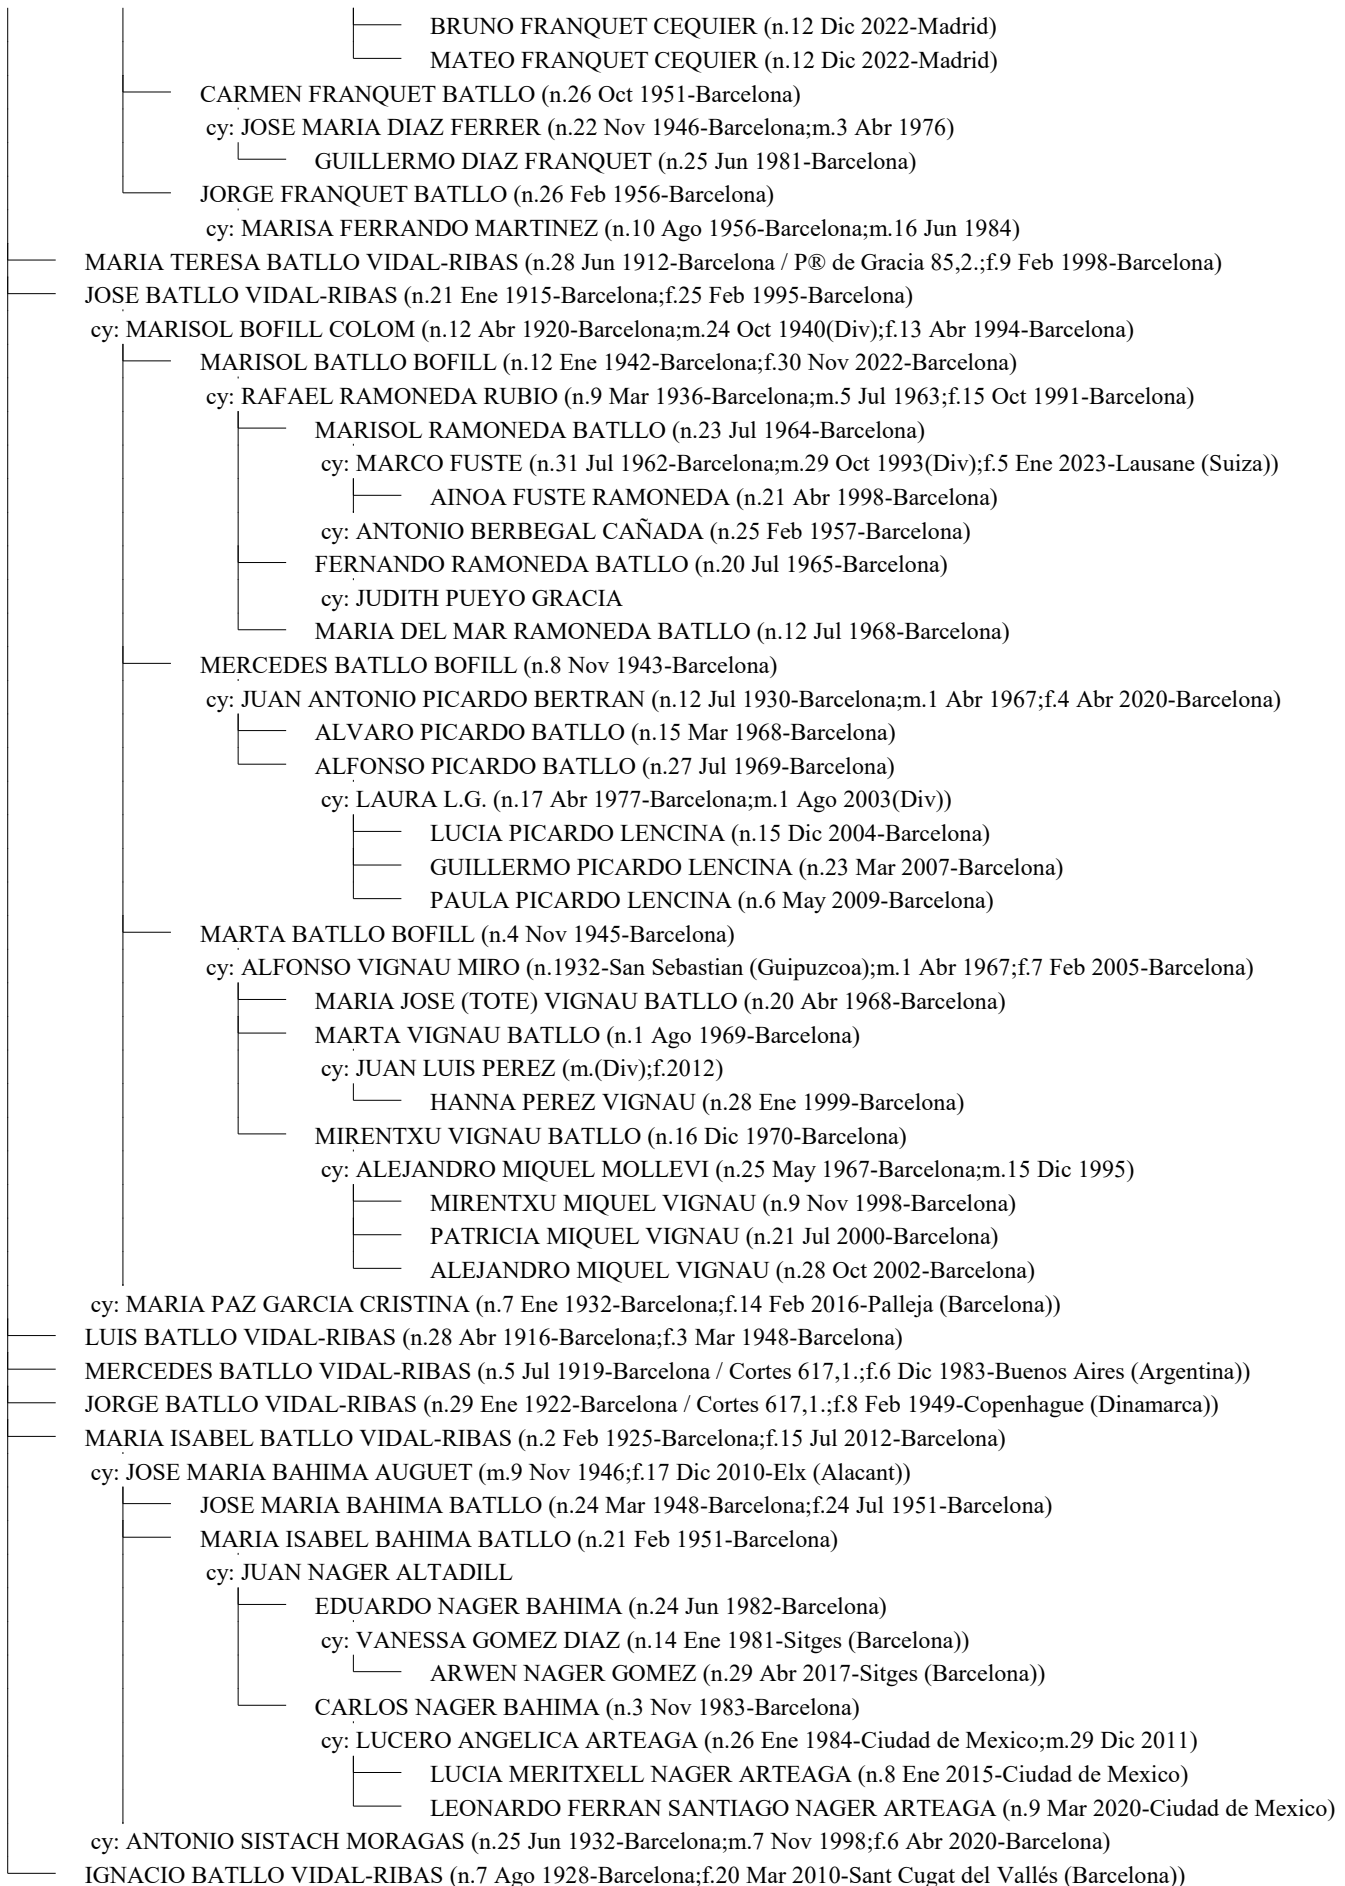 BRUNO FRANQUET CEQUIER (n.12 Dic 2022-Madrid)
MATEO FRANQUET CEQUIER (n.12 Dic 2022-Madrid)
CARMEN FRANQUET BATLLO (n.26 Oct 1951-Barcelona)
cy: JOSE MARIA DIAZ FERRER (n.22 Nov 1946-Barcelona;m.3 Abr 1976)
GUILLERMO DIAZ FRANQUET (n.25 Jun 1981-Barcelona)
JORGE FRANQUET BATLLO (n.26 Feb 1956-Barcelona)
cy: MARISA FERRANDO MARTINEZ (n.10 Ago 1956-Barcelona;m.16 Jun 1984)
MARIA TERESA BATLLO VIDAL-RIBAS (n.28 Jun 1912-Barcelona / P® de Gracia 85,2.;f.9 Feb 1998-Barcelona)
JOSE BATLLO VIDAL-RIBAS (n.21 Ene 1915-Barcelona;f.25 Feb 1995-Barcelona)
cy: MARISOL BOFILL COLOM (n.12 Abr 1920-Barcelona;m.24 Oct 1940(Div);f.13 Abr 1994-Barcelona)
MARISOL BATLLO BOFILL (n.12 Ene 1942-Barcelona;f.30 Nov 2022-Barcelona)
cy: RAFAEL RAMONEDA RUBIO (n.9 Mar 1936-Barcelona;m.5 Jul 1963;f.15 Oct 1991-Barcelona)
MARISOL RAMONEDA BATLLO (n.23 Jul 1964-Barcelona)
cy: MARCO FUSTE (n.31 Jul 1962-Barcelona;m.29 Oct 1993(Div);f.5 Ene 2023-Lausane (Suiza))
AINOA FUSTE RAMONEDA (n.21 Abr 1998-Barcelona)
cy: ANTONIO BERBEGAL CAÑADA (n.25 Feb 1957-Barcelona)
FERNANDO RAMONEDA BATLLO (n.20 Jul 1965-Barcelona)
cy: JUDITH PUEYO GRACIA
MARIA DEL MAR RAMONEDA BATLLO (n.12 Jul 1968-Barcelona)
MERCEDES BATLLO BOFILL (n.8 Nov 1943-Barcelona)
cy: JUAN ANTONIO PICARDO BERTRAN (n.12 Jul 1930-Barcelona;m.1 Abr 1967;f.4 Abr 2020-Barcelona)
ALVARO PICARDO BATLLO (n.15 Mar 1968-Barcelona)
ALFONSO PICARDO BATLLO (n.27 Jul 1969-Barcelona)
cy: LAURA L.G. (n.17 Abr 1977-Barcelona;m.1 Ago 2003(Div))
LUCIA PICARDO LENCINA (n.15 Dic 2004-Barcelona)
GUILLERMO PICARDO LENCINA (n.23 Mar 2007-Barcelona)
PAULA PICARDO LENCINA (n.6 May 2009-Barcelona)
MARTA BATLLO BOFILL (n.4 Nov 1945-Barcelona)
cy: ALFONSO VIGNAU MIRO (n.1932-San Sebastian (Guipuzcoa);m.1 Abr 1967;f.7 Feb 2005-Barcelona)
MARIA JOSE (TOTE) VIGNAU BATLLO (n.20 Abr 1968-Barcelona)
MARTA VIGNAU BATLLO (n.1 Ago 1969-Barcelona)
cy: JUAN LUIS PEREZ (m.(Div);f.2012)
HANNA PEREZ VIGNAU (n.28 Ene 1999-Barcelona)
MIRENTXU VIGNAU BATLLO (n.16 Dic 1970-Barcelona)
cy: ALEJANDRO MIQUEL MOLLEVI (n.25 May 1967-Barcelona;m.15 Dic 1995)
MIRENTXU MIQUEL VIGNAU (n.9 Nov 1998-Barcelona)
PATRICIA MIQUEL VIGNAU (n.21 Jul 2000-Barcelona)
ALEJANDRO MIQUEL VIGNAU (n.28 Oct 2002-Barcelona)
cy: MARIA PAZ GARCIA CRISTINA (n.7 Ene 1932-Barcelona;f.14 Feb 2016-Palleja (Barcelona))
LUIS BATLLO VIDAL-RIBAS (n.28 Abr 1916-Barcelona;f.3 Mar 1948-Barcelona)
MERCEDES BATLLO VIDAL-RIBAS (n.5 Jul 1919-Barcelona / Cortes 617,1.;f.6 Dic 1983-Buenos Aires (Argentina))
JORGE BATLLO VIDAL-RIBAS (n.29 Ene 1922-Barcelona / Cortes 617,1.;f.8 Feb 1949-Copenhague (Dinamarca))
MARIA ISABEL BATLLO VIDAL-RIBAS (n.2 Feb 1925-Barcelona;f.15 Jul 2012-Barcelona)
cy: JOSE MARIA BAHIMA AUGUET (m.9 Nov 1946;f.17 Dic 2010-Elx (Alacant))
JOSE MARIA BAHIMA BATLLO (n.24 Mar 1948-Barcelona;f.24 Jul 1951-Barcelona)
MARIA ISABEL BAHIMA BATLLO (n.21 Feb 1951-Barcelona)
cy: JUAN NAGER ALTADILL
EDUARDO NAGER BAHIMA (n.24 Jun 1982-Barcelona)
cy: VANESSA GOMEZ DIAZ (n.14 Ene 1981-Sitges (Barcelona))
ARWEN NAGER GOMEZ (n.29 Abr 2017-Sitges (Barcelona))
CARLOS NAGER BAHIMA (n.3 Nov 1983-Barcelona)
cy: LUCERO ANGELICA ARTEAGA (n.26 Ene 1984-Ciudad de Mexico;m.29 Dic 2011)
LUCIA MERITXELL NAGER ARTEAGA (n.8 Ene 2015-Ciudad de Mexico)
LEONARDO FERRAN SANTIAGO NAGER ARTEAGA (n.9 Mar 2020-Ciudad de Mexico)
cy: ANTONIO SISTACH MORAGAS (n.25 Jun 1932-Barcelona;m.7 Nov 1998;f.6 Abr 2020-Barcelona)
IGNACIO BATLLO VIDAL-RIBAS (n.7 Ago 1928-Barcelona;f.20 Mar 2010-Sant Cugat del Vallés (Barcelona))